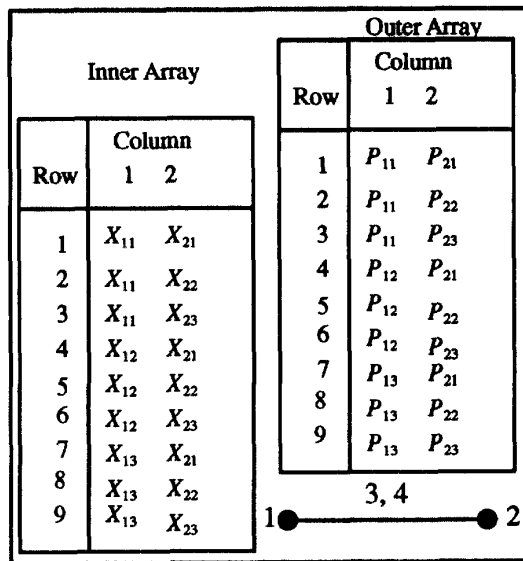 Inner Array
Column
Row 1 2
1 X₁₁ X₂₁
2 X₁₁ X₂₂
3 X₁₁ X₂₃
4 X₁₂ X₂₁
5 X₁₂ X₂₂
6 X₁₂ X₂₃
7 X₁₃ X₂₁
8 X₁₃ X₂₂
9 X₁₃ X₂₃
Outer Array
Column
Row 1 2
1 P₁₁ P₂₁
2 P₁₁ P₂₂
3 P₁₁ P₂₃
4 P₁₂ P₂₁
5 P₁₂ P₂₂
6 P₁₂ P₂₃
7 P₁₃ P₂₁
8 P₁₃ P₂₂
9 P₁₃ P₂₃
3, 4
1 2